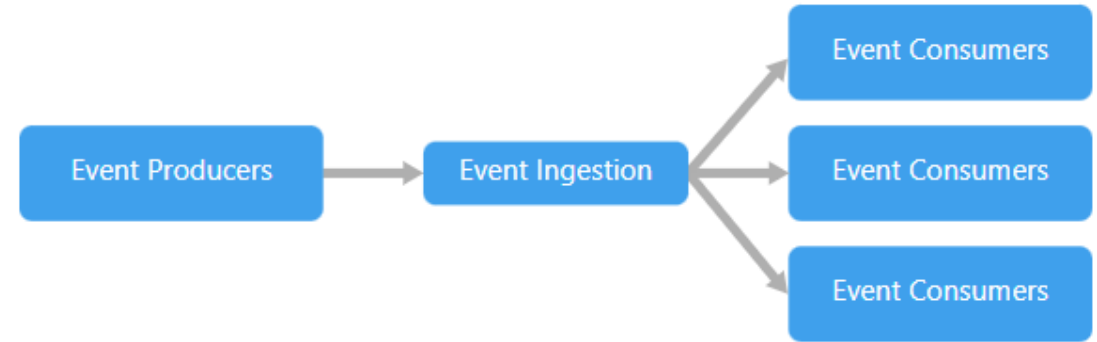 Event Producers
Event Ingestion
Event Consumers
Event Consumers
Event Consumers